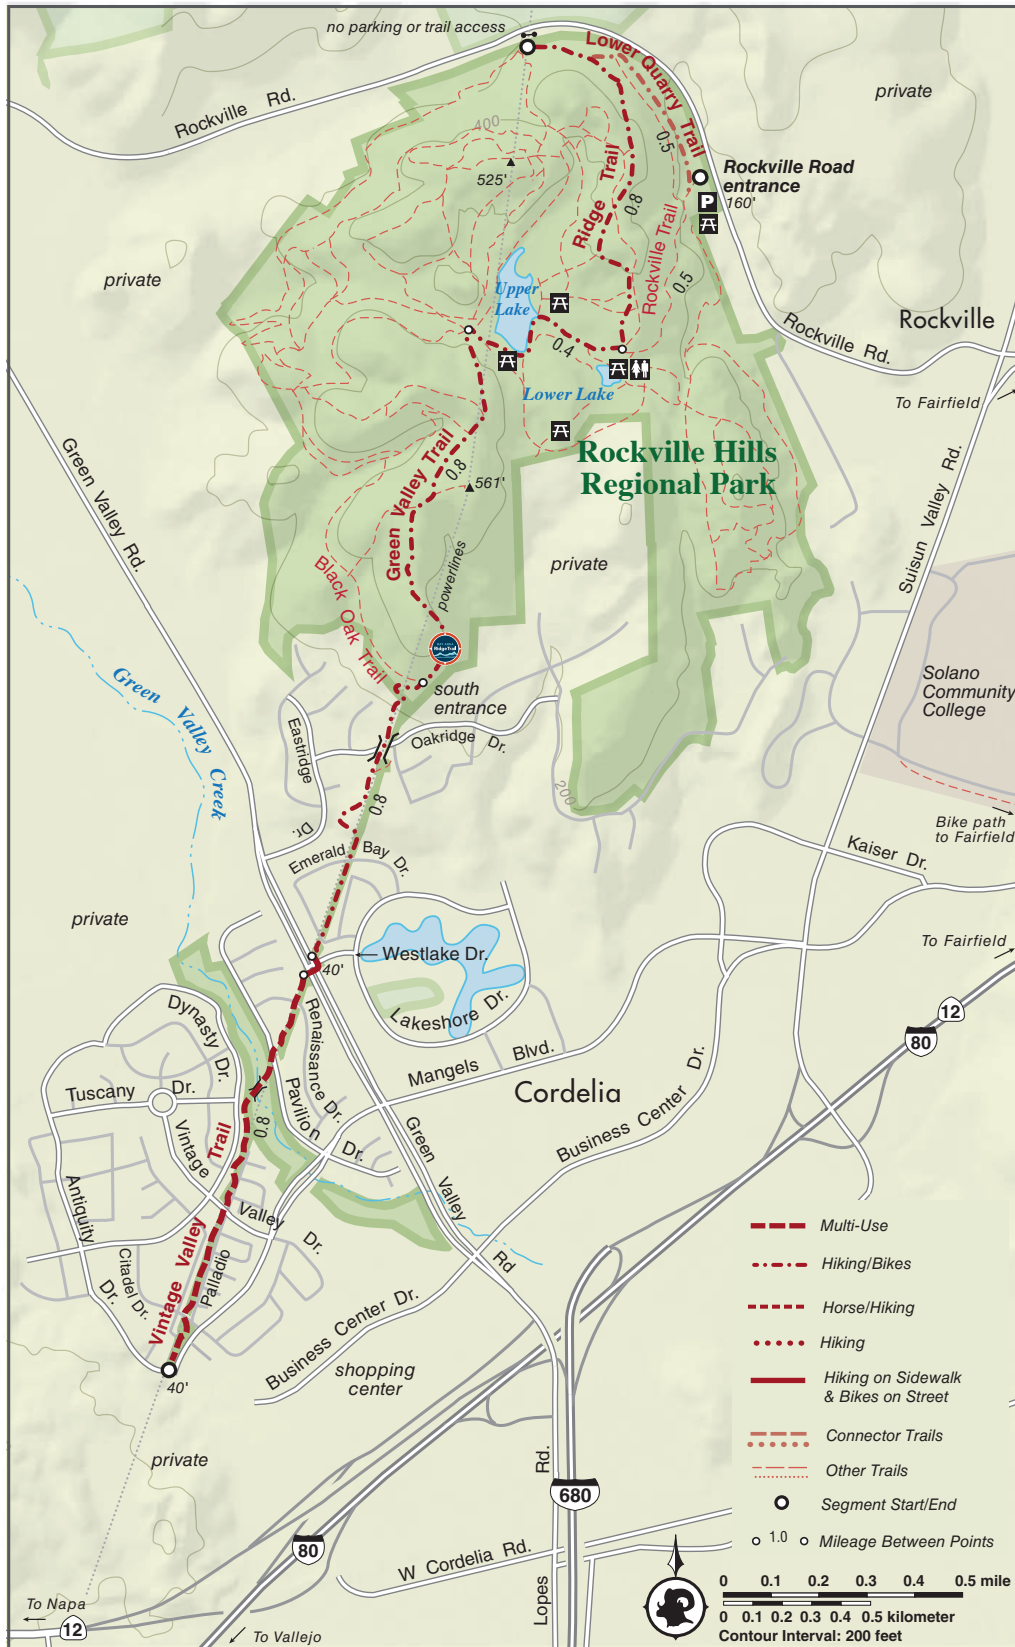 no parking or trail access
Rockville Rd.
Lower Quarry Trail
private
400
525'
0.5
Rockville Road
entrance
P
160'
Ridge Trail
0.8
Rockville Trail
0.5
private
Upper
Lake
Rockville
Rockville Rd.
0.4
Lower Lake
To Fairfield
Green Valley Rd.
Green Valley Trail
0.8
561'
Rockville Hills
Regional Park
Suisun Valley Rd.
powerlines
private
Black Oak Trail
Ridge Trail
Green Valley Creek
south
entrance
Solano
Community
College
Eastridge Dr.
Oakridge Dr.
0.8
200
Bike path
to Fairfield
Emerald Bay Dr.
Kaiser Dr.
private
To Fairfield
Westlake Dr.
40'
Lakeshore Dr.
12
80
Dynasty Dr.
Renaissance Dr.
Mangels Blvd.
Tuscany Dr.
Pavilion Dr.
Cordelia
Business Center Dr.
0.8
Vintage Valley Dr.
Green Valley Rd
Antiquity Dr.
Vintage Valley Trail
Palladio
Citadel Dr.
Business Center Dr.
shopping
center
40'
private
Multi-Use
Hiking/Bikes
Horse/Hiking
Hiking
Hiking on Sidewalk
& Bikes on Street
Connector Trails
Other Trails
Segment Start/End
1.0 Mileage Between Points
680
80
W Cordelia Rd.
Lopes Rd.
To Napa
12
To Vallejo
0 0.1 0.2 0.3 0.4 0.5 mile
0 0.1 0.2 0.3 0.4 0.5 kilometer
Contour Interval: 200 feet